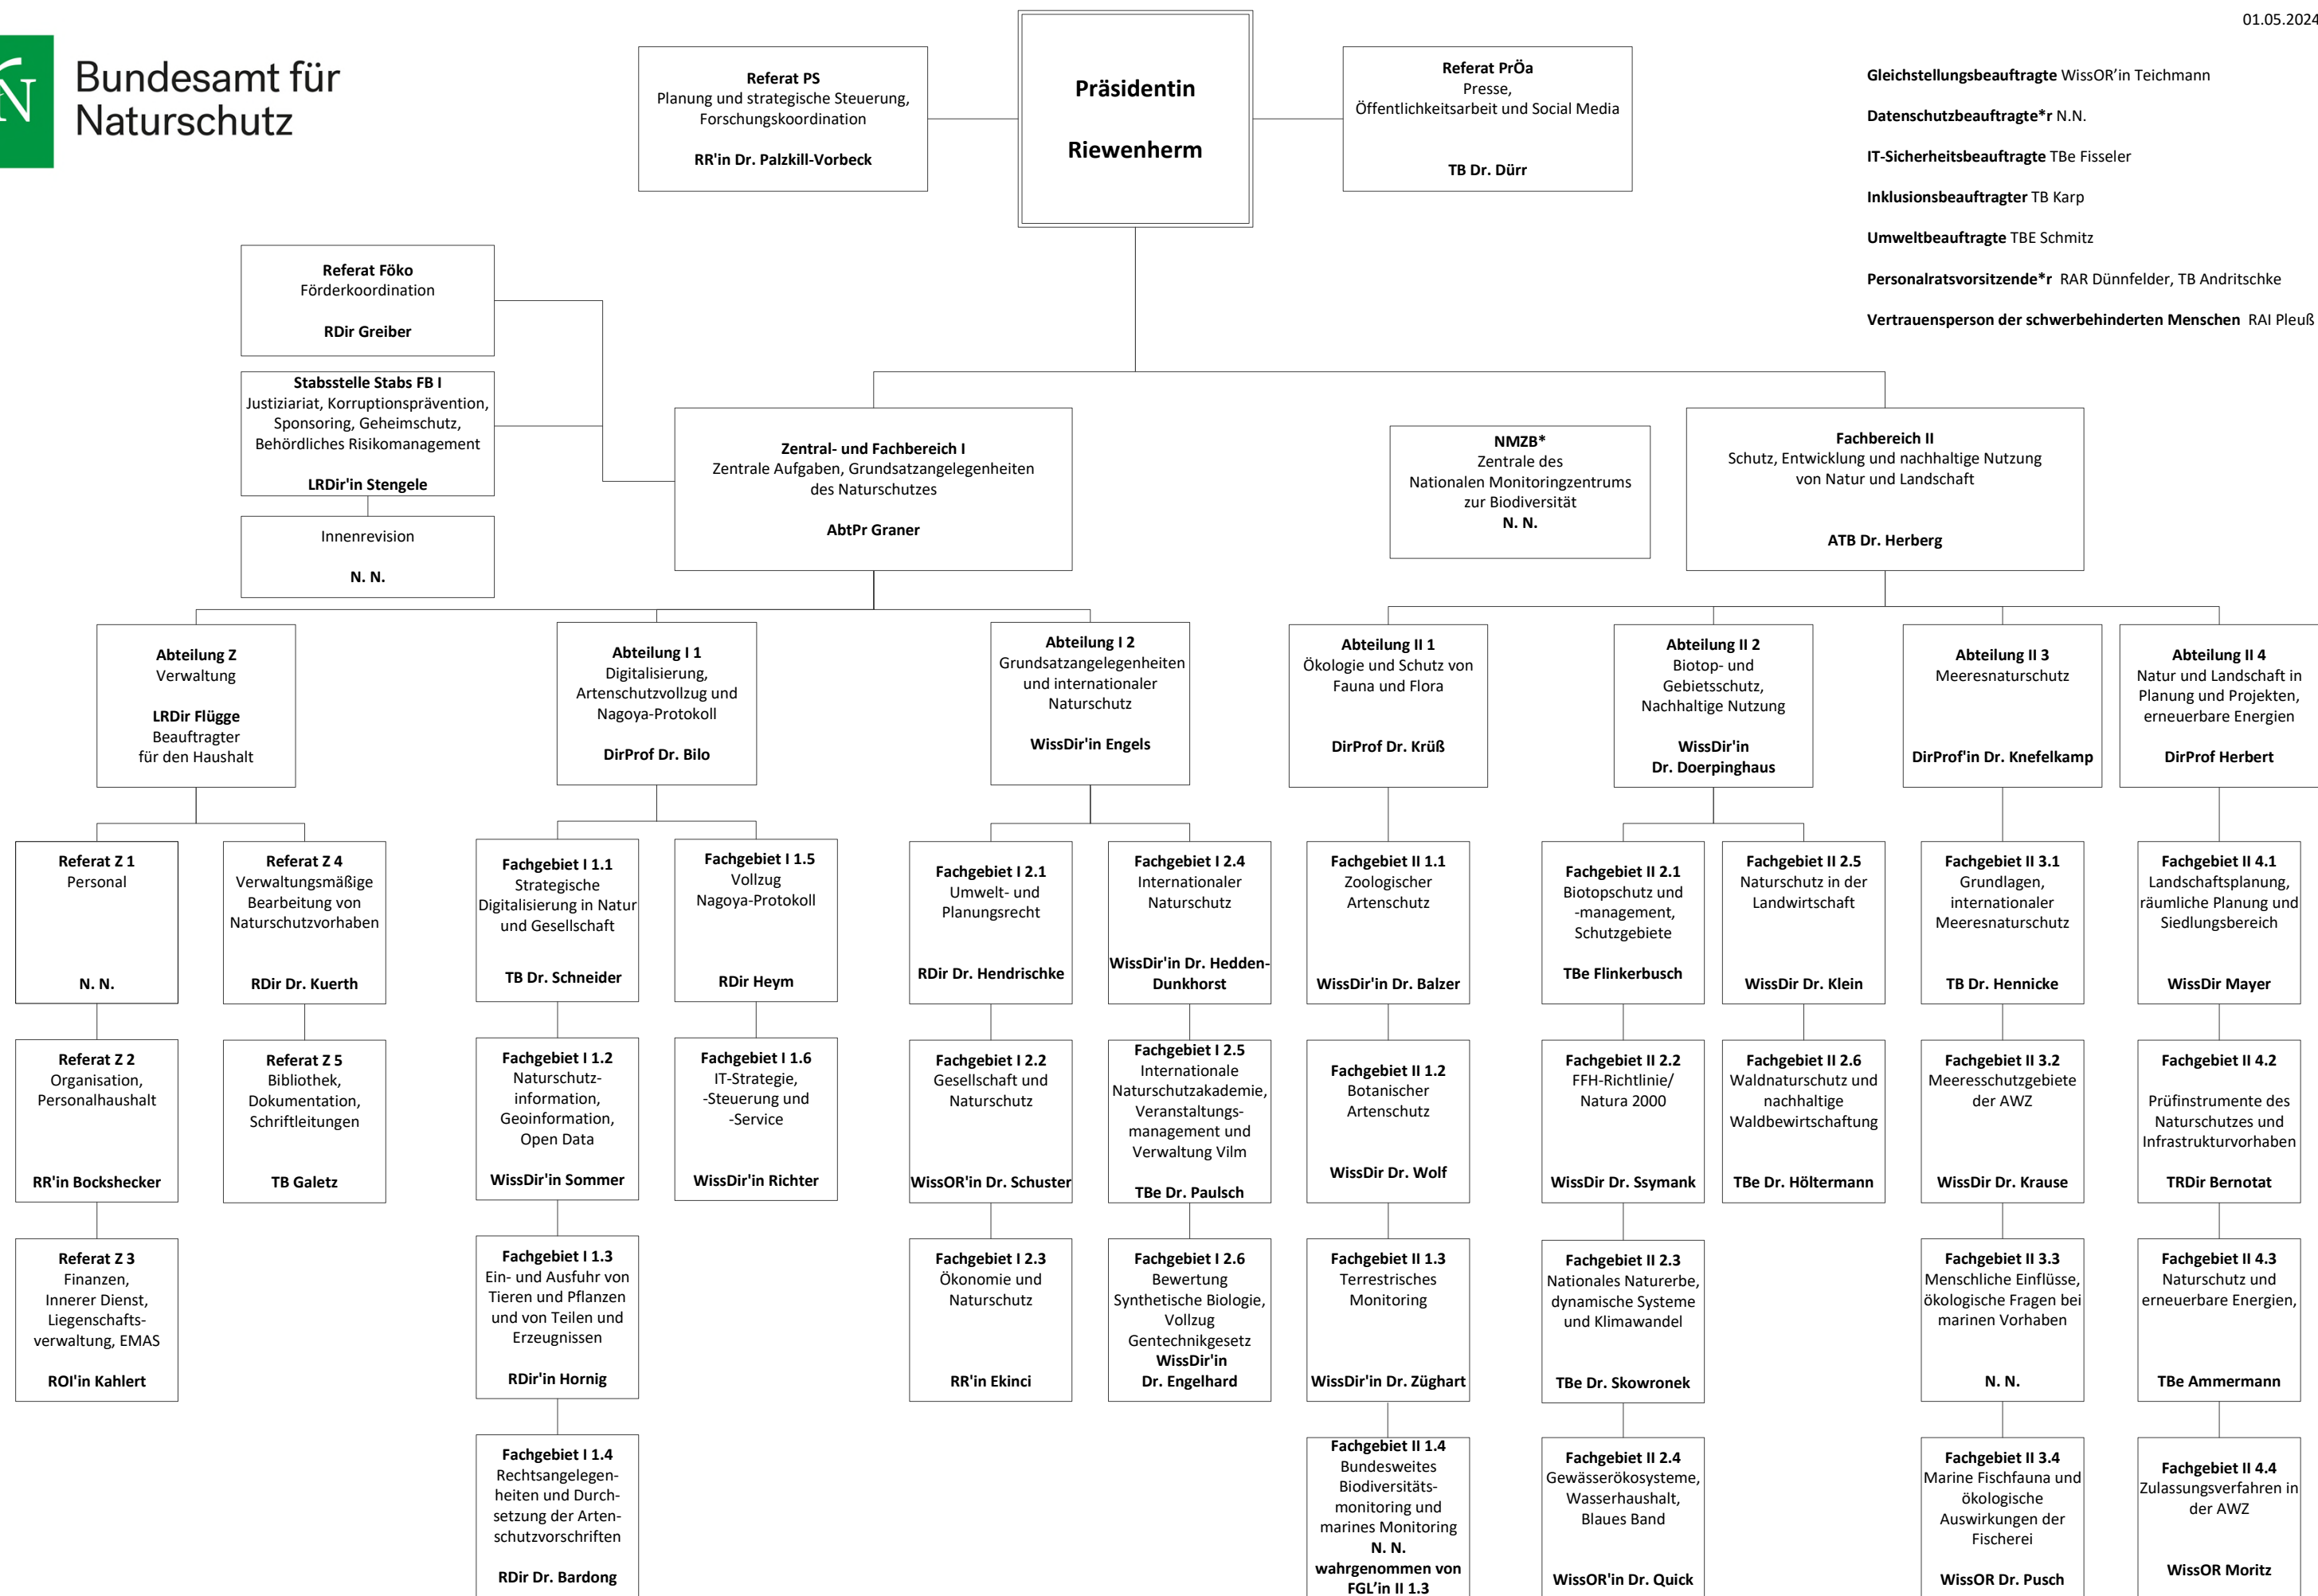 01.05.2024
N
Bundesamt für
Naturschutz
Referat PS
Planung und strategische Steuerung,
Forschungskoordination
RR'in Dr. Palzkill-Vorbeck
Präsidentin
Riewenherm
Referat PrÖa
Presse,
Öffentlichkeitsarbeit und Social Media
TB Dr. Dürr
Gleichstellungsbeauftragte WissOR’in Teichmann
Datenschutzbeauftragte*r N.N.
IT-Sicherheitsbeauftragte TBe Fisseler
Inklusionsbeauftragter TB Karp
Umweltbeauftragte TBE Schmitz
Personalratsvorsitzende*r RAR Dünnfelder, TB Andritschke
Vertrauensperson der schwerbehinderten Menschen RAI Pleuß
Referat Föko
Förderkoordination
RDir Greiber
Stabsstelle Stabs FB I
Justiziariat, Korruptionsprävention,
Sponsoring, Geheimschutz,
Behördliches Risikomanagement
LRDir'in Stengele
Innenrevision
N. N.
Zentral- und Fachbereich I
Zentrale Aufgaben, Grundsatzangelegenheiten
des Naturschutzes
AbtPr Graner
NMZB*
Zentrale des
Nationalen Monitoringzentrums
zur Biodiversität
N. N.
Fachbereich II
Schutz, Entwicklung und nachhaltige Nutzung
von Natur und Landschaft
ATB Dr. Herberg
Abteilung Z
Verwaltung
LRDir Flügge
Beauftragter
für den Haushalt
Abteilung I 1
Digitalisierung,
Artenschutzvollzug und
Nagoya-Protokoll
DirProf Dr. Bilo
Abteilung I 2
Grundsatzangelegenheiten
und internationaler
Naturschutz
WissDir'in Engels
Abteilung II 1
Ökologie und Schutz von
Fauna und Flora
DirProf Dr. Krüß
Abteilung II 2
Biotop- und
Gebietsschutz,
Nachhaltige Nutzung
WissDir'in
Dr. Doerpinghaus
Abteilung II 3
Meeresnaturschutz
DirProf'in Dr. Knefelkamp
Abteilung II 4
Natur und Landschaft in
Planung und Projekten,
erneuerbare Energien
DirProf Herbert
Referat Z 1
Personal
N. N.
Referat Z 4
Verwaltungsmäßige
Bearbeitung von
Naturschutzvorhaben
RDir Dr. Kuerth
Fachgebiet I 1.1
Strategische
Digitalisierung in Natur
und Gesellschaft
TB Dr. Schneider
Fachgebiet I 1.5
Vollzug
Nagoya-Protokoll
RDir Heym
Fachgebiet I 2.1
Umwelt- und
Planungsrecht
RDir Dr. Hendrischke
Fachgebiet I 2.4
Internationaler
Naturschutz
WissDir'in Dr. Hedden-
Dunkhorst
Fachgebiet II 1.1
Zoologischer
Artenschutz
WissDir'in Dr. Balzer
Fachgebiet II 2.1
Biotopschutz und
-management,
Schutzgebiete
TBe Flinkerbusch
Fachgebiet II 2.5
Naturschutz in der
Landwirtschaft
WissDir Dr. Klein
Fachgebiet II 3.1
Grundlagen,
internationaler
Meeresnaturschutz
TB Dr. Hennicke
Fachgebiet II 4.1
Landschaftsplanung,
räumliche Planung und
Siedlungsbereich
WissDir Mayer
Referat Z 2
Organisation,
Personalhaushalt
RR'in Bockshecker
Referat Z 5
Bibliothek,
Dokumentation,
Schriftleitungen
TB Galetz
Fachgebiet I 1.2
Naturschutz-
information,
Geoinformation,
Open Data
WissDir'in Sommer
Fachgebiet I 1.6
IT-Strategie,
-Steuerung und
-Service
WissDir'in Richter
Fachgebiet I 2.2
Gesellschaft und
Naturschutz
WissOR'in Dr. Schuster
Fachgebiet I 2.5
Internationale
Naturschutzakademie,
Veranstaltungs-
management und
Verwaltung Vilm
TBe Dr. Paulsch
Fachgebiet II 1.2
Botanischer
Artenschutz
WissDir Dr. Wolf
Fachgebiet II 2.2
FFH-Richtlinie/
Natura 2000
WissDir Dr. Ssymank
Fachgebiet II 2.6
Waldnaturschutz und
nachhaltige
Waldbewirtschaftung
TBe Dr. Höltermann
Fachgebiet II 3.2
Meeresschutzgebiete
der AWZ
WissDir Dr. Krause
Fachgebiet II 4.2
Prüfinstrumente des
Naturschutzes und
Infrastrukturvorhaben
TRDir Bernotat
Referat Z 3
Finanzen,
Innerer Dienst,
Liegenschafts-
verwaltung, EMAS
ROI'in Kahlert
Fachgebiet I 1.3
Ein- und Ausfuhr von
Tieren und Pflanzen
und von Teilen und
Erzeugnissen
RDir'in Hornig
Fachgebiet I 2.3
Ökonomie und
Naturschutz
RR'in Ekinci
Fachgebiet I 2.6
Bewertung
Synthetische Biologie,
Vollzug
Gentechnikgesetz
WissDir'in
Dr. Engelhard
Fachgebiet II 1.3
Terrestrisches
Monitoring
WissDir'in Dr. Züghart
Fachgebiet II 2.3
Nationales Naturerbe,
dynamische Systeme
und Klimawandel
TBe Dr. Skowronek
Fachgebiet II 3.3
Menschliche Einflüsse,
ökologische Fragen bei
marinen Vorhaben
N. N.
Fachgebiet II 4.3
Naturschutz und
erneuerbare Energien,
TBe Ammermann
Fachgebiet I 1.4
Rechtsangelegen-
heiten und Durch-
setzung der Arten-
schutzvorschriften
RDir Dr. Bardong
Fachgebiet II 1.4
Bundesweites
Biodiversitäts-
monitoring und
marines Monitoring
N. N.
wahrgenommen von
FGL’in II 1.3
Fachgebiet II 2.4
Gewässerökosysteme,
Wasserhaushalt,
Blaues Band
WissOR'in Dr. Quick
Fachgebiet II 3.4
Marine Fischfauna und
ökologische
Auswirkungen der
Fischerei
WissOR Dr. Pusch
Fachgebiet II 4.4
Zulassungsverfahren in
der AWZ
WissOR Moritz